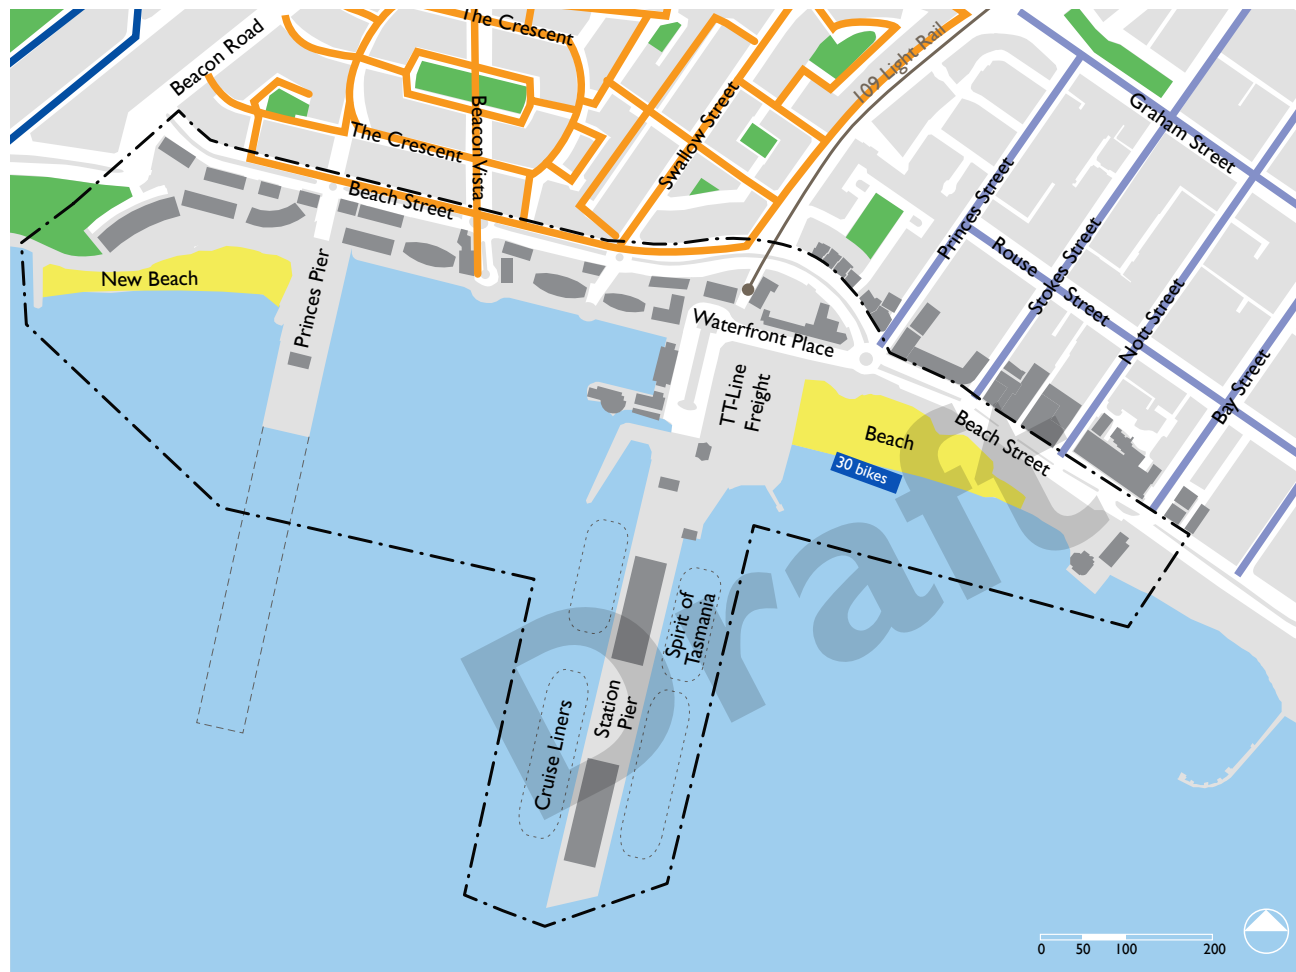 The Crescent
Beacon Road
109 Light Rail
Graham Street
Beacon Vista
The Crescent
Swallow Street
Beach Street
Princes Street
Rouse Street
Stokes Street
Nott Street
Bay Street
New Beach
Princes Pier
Waterfront Place
TT-Line
Freight
Beach
Beach Street
30 bikes
Draft
Spirit of
Tasmania
Station
Pier
Cruise Liners
0 50 100 200